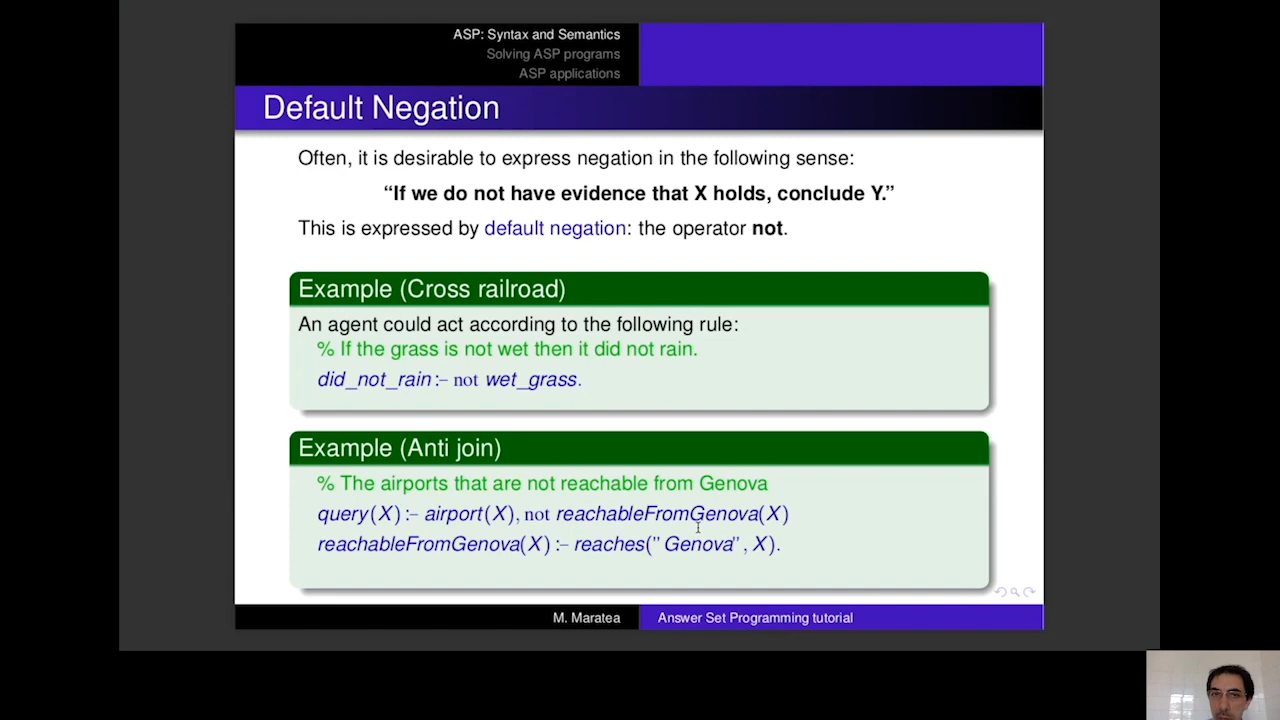 ASP: Syntax and Semantics
Solving ASP programs
ASP applications
Default Negation
Often, it is desirable to express negation in the following sense:
“If we do not have evidence that X holds, conclude Y.”
This is expressed by default negation: the operator not.
Example (Cross railroad)
An agent could act according to the following rule:
% If the grass is not wet then it did not rain.
did_not_rain :– not wet_grass.
Example (Anti join)
% The airports that are not reachable from Genova
query(X) :– airport(X), not reachableFromGenova(X)
reachableFromGenova(X) :– reaches(”Genova”, X).
M. Maratea
Answer Set Programming tutorial